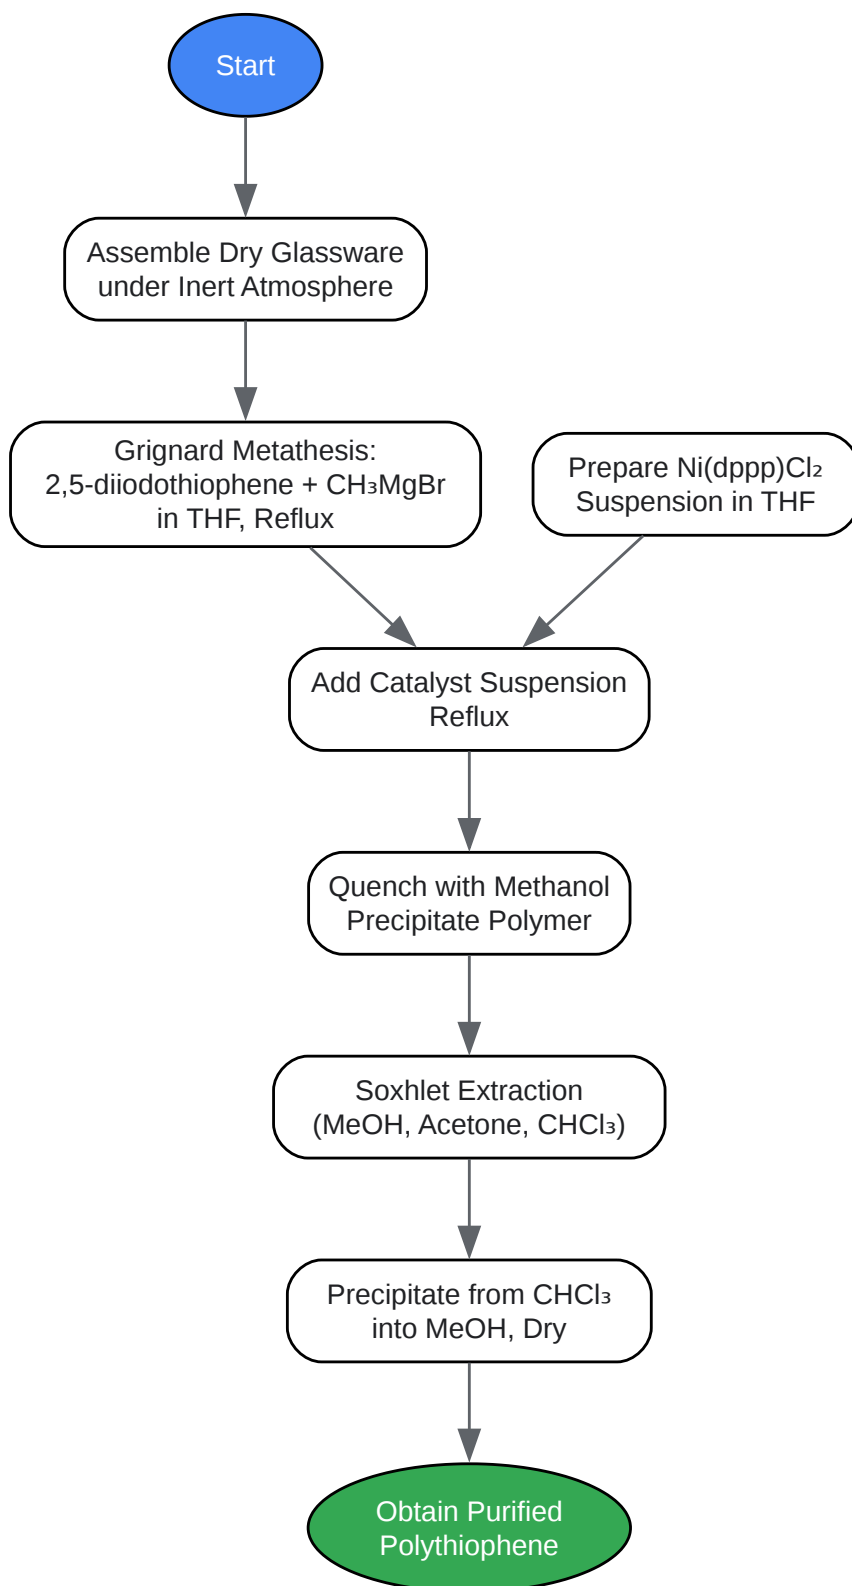 Start
Assemble Dry Glassware
under Inert Atmosphere
Grignard Metathesis:
2,5-diiodothiophene + CH₃MgBr
in THF, Reflux
Prepare Ni(dppp)Cl₂
Suspension in THF
Add Catalyst Suspension
Reflux
Quench with Methanol
Precipitate Polymer
Soxhlet Extraction
(MeOH, Acetone, CHCl₃)
Precipitate from CHCl₃
into MeOH, Dry
Obtain Purified
Polythiophene